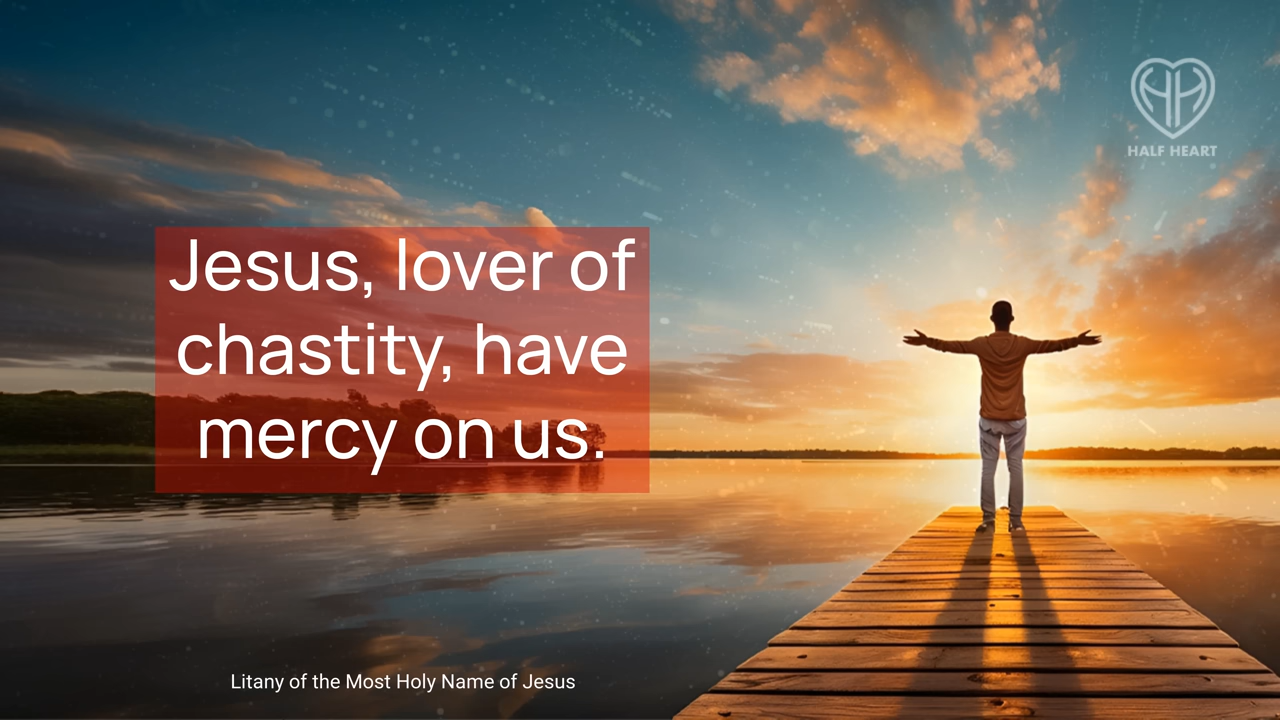 HALF HEART
Jesus, lover of
chastity, have
mercy on us.
Litany of the Most Holy Name of Jesus